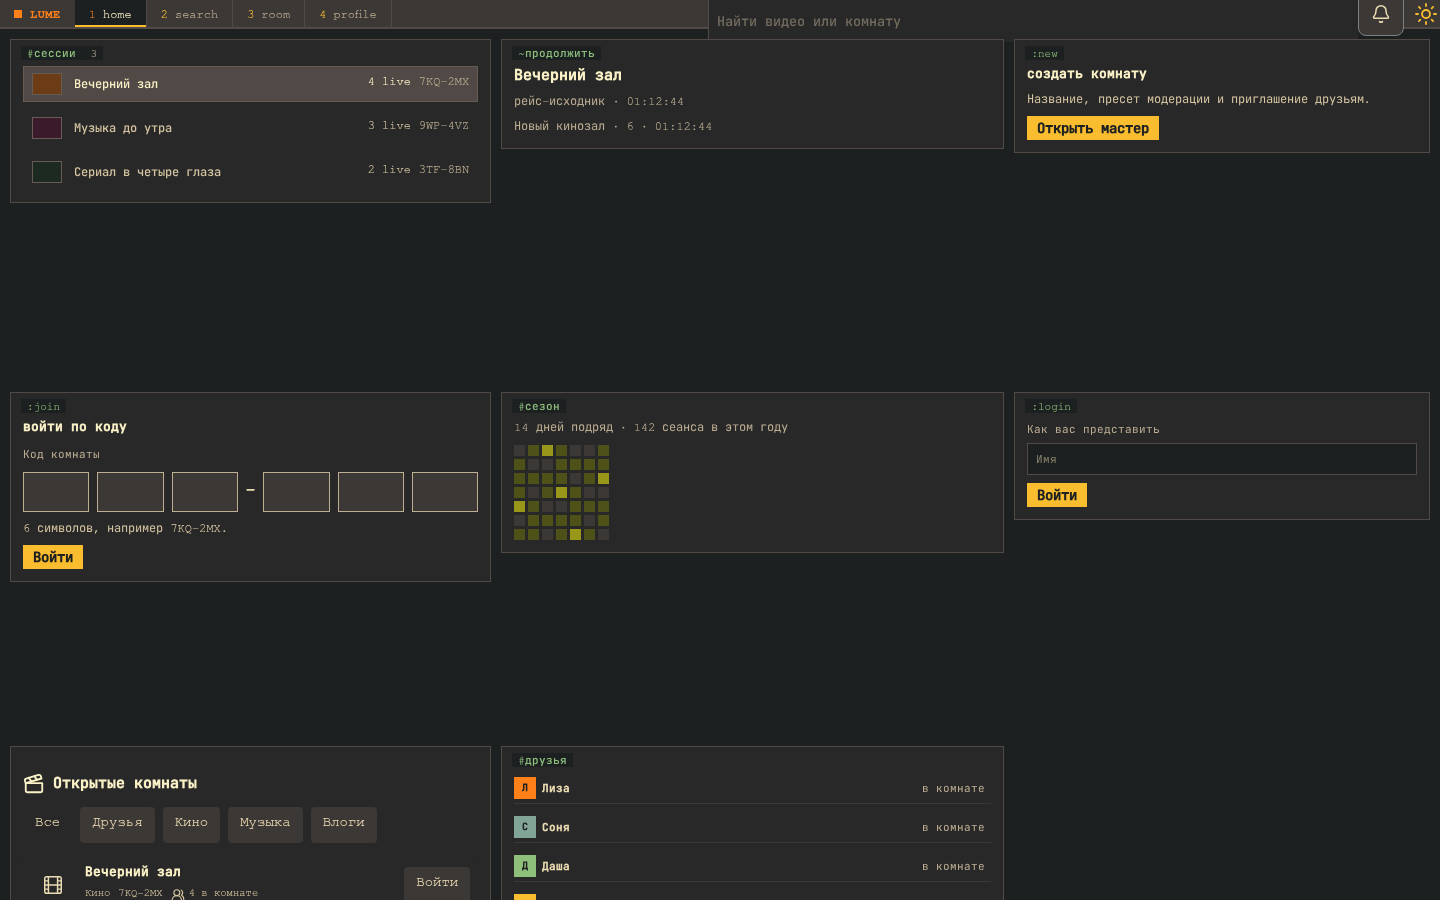 LUME
1 home
2 search
3 room
4 profile
Найти видео или комнату
#сессии 3
Вечерний зал 4 live 7KQ-2MX
Музыка до утра 3 live 9WP-4VZ
Сериал в четыре глаза 2 live 3TF-8BN
~продолжить
Вечерний зал
рейс-исходник · 01:12:44
Новый кинозал · 6 · 01:12:44
:new
создать комнату
Название, пресет модерации и приглашение друзьям.
Открыть мастер
:join
войти по коду
Код комнаты
–
6 символов, например 7KQ-2MX.
Войти
#сезон
14 дней подряд · 142 сеанса в этом году
:login
Как вас представить
Имя
Войти
Открытые комнаты
Все Друзья Кино Музыка Влоги
Вечерний зал
Кино 7KQ-2MX 4 в комнате
Войти
#друзья
Л Лиза в комнате
С Соня в комнате
Д Даша в комнате